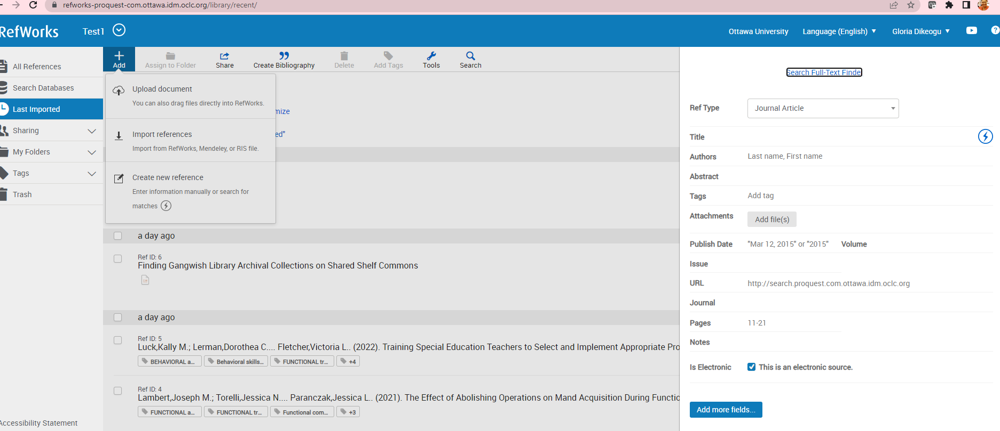 refworks-proquest-com.ottawa.idm.oclc.org/library/recent/
RefWorks
Test1
Ottawa University
Language (English)
Gloria Dikeogu
All References
Search Databases
Last Imported
Sharing
My Folders
Tags
Trash
Accessibility Statement
Add
Assign to Folder
Share
Create Bibliography
Delete
Add Tags
Tools
Search
Upload document
You can also drag files directly into RefWorks.
Import references
Import from RefWorks, Mendeley, or RIS file.
Create new reference
Enter information manually or search for
matches
mize
ed"
a day ago
Ref ID: 6
Finding Gangwish Library Archival Collections on Shared Shelf Commons
a day ago
Ref ID: 5
Luck,Kally M.; Lerman,Dorothea C.... Fletcher,Victoria L.. (2022). Training Special Education Teachers to Select and Implement Appropriate Pro
BEHAVIORAL a...
Behavioral skills...
FUNCTIONAL tr...
+4
Ref ID: 4
Lambert,Joseph M.; Torelli,Jessica N.... Paranczak,Jessica L.. (2021). The Effect of Abolishing Operations on Mand Acquisition During Functio
FUNCTIONAL a...
FUNCTIONAL tr...
Functional com...
+3
Search Full-Text Finder
Ref Type Journal Article
Title
Authors Last name, First name
Abstract
Tags Add tag
Attachments Add file(s)
Publish Date "Mar 12, 2015" or "2015" Volume
Issue
URL http://search.proquest.com.ottawa.idm.oclc.org
Journal
Pages 11-21
Notes
Is Electronic This is an electronic source.
Add more fields...